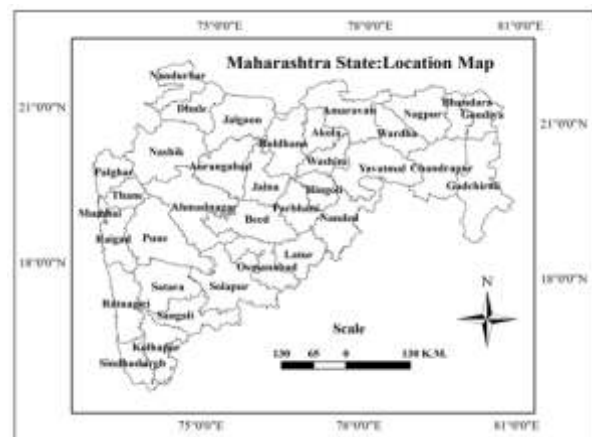 75°0'0"E 78°0'0"E 81°0'0"E
Maharashtra State:Location Map
Nandurbar
Dhule
Jalgaon
Amaravati
Nagpur
Bhandara
Gondiya
21°0'0"N
21°0'0"N
Buldhana
Akola
Wardha
Nashik
Aurangabad
Washim
Yavatmal
Chandrapur
Palghar
Jalna
Hingoli
Gadchiroli
Thane
Mumbai
Ahmadnagar
Parbhani
Nanded
Beed
Raigad
Pune
Latur
18°0'0"N
18°0'0"N
Osmanabad
Satara
Solapur
Ratnagiri
Sangali
N
Scale
Kolhapur
Sindhudurgh
130 65 0 130 K.M.
75°0'0"E 78°0'0"E 81°0'0"E